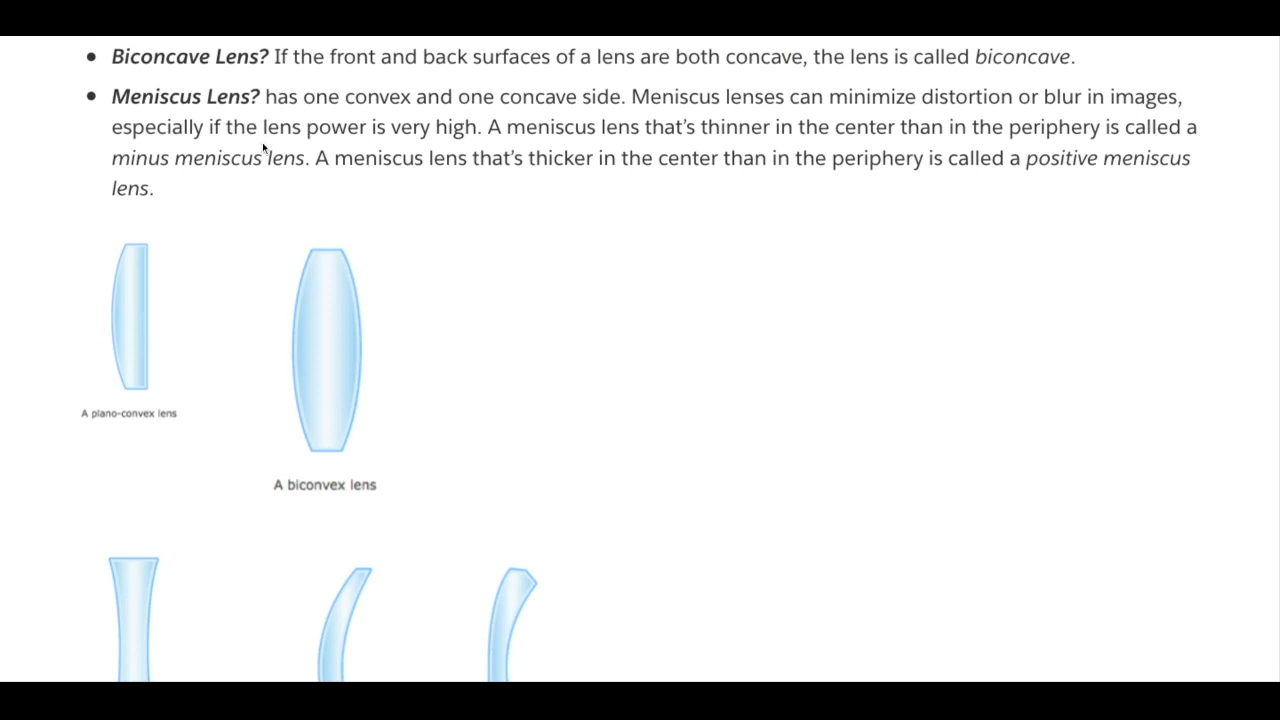 Biconcave Lens? If the front and back surfaces of a lens are both concave, the lens is called biconcave.
Meniscus Lens? has one convex and one concave side. Meniscus lenses can minimize distortion or blur in images,
especially if the lens power is very high. A meniscus lens that’s thinner in the center than in the periphery is called a
minus meniscus lens. A meniscus lens that’s thicker in the center than in the periphery is called a positive meniscus
lens.
A plano-convex lens
A biconvex lens